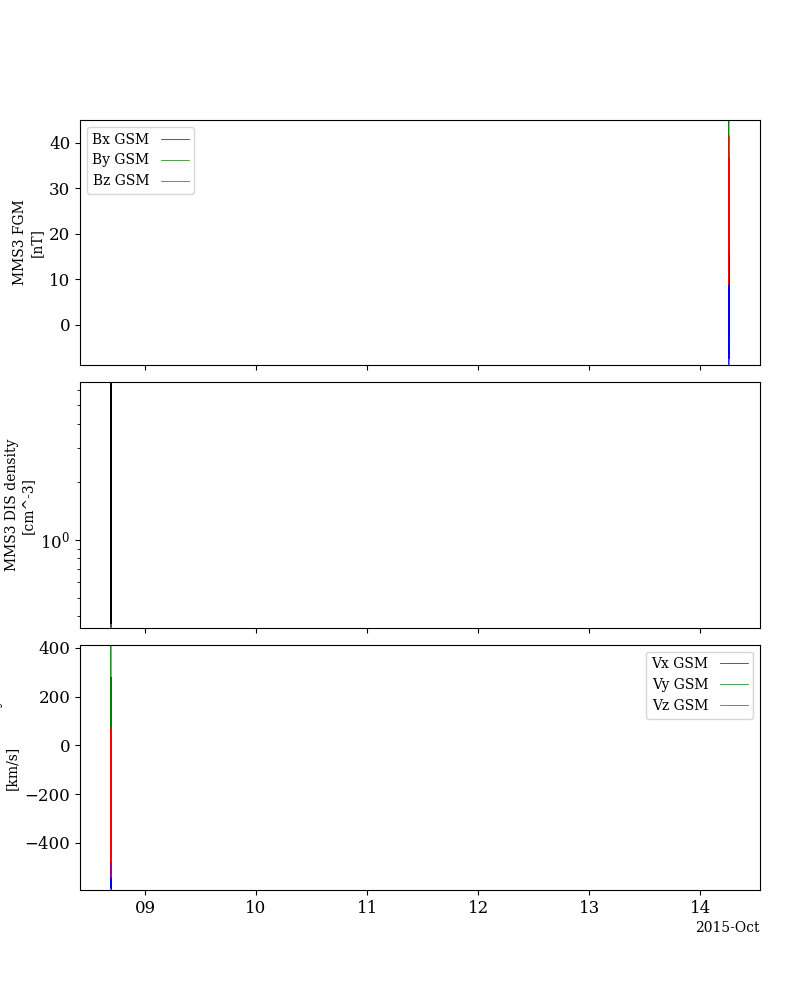 Bx GSM
By GSM
Bz GSM
40
30
20
10
0
MMS3 FGM
[nT]
10^0
MMS3 DIS density
[cm^-3]
Vx GSM
Vy GSM
Vz GSM
400
200
0
−200
−400
[km/s]
09 10 11 12 13 14
2015-Oct